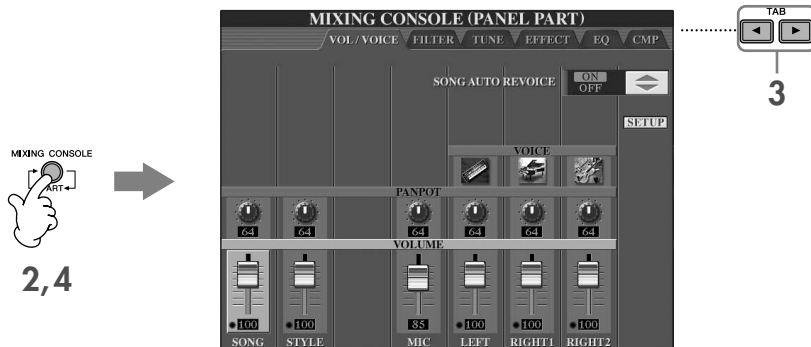 MIXING CONSOLE (PANEL PART)
VOL / VOICE FILTER TUNE EFFECT EQ CMP
TAB
3
SONG AUTO REVOICE
ON
OFF
SETUP
MIXING CONSOLE
ART
2,4
VOICE
PANPOT
64 64 64 64 64 64
VOLUME
100 100 85 100 100 100
SONG STYLE MIC LEFT RIGHT1 RIGHT2